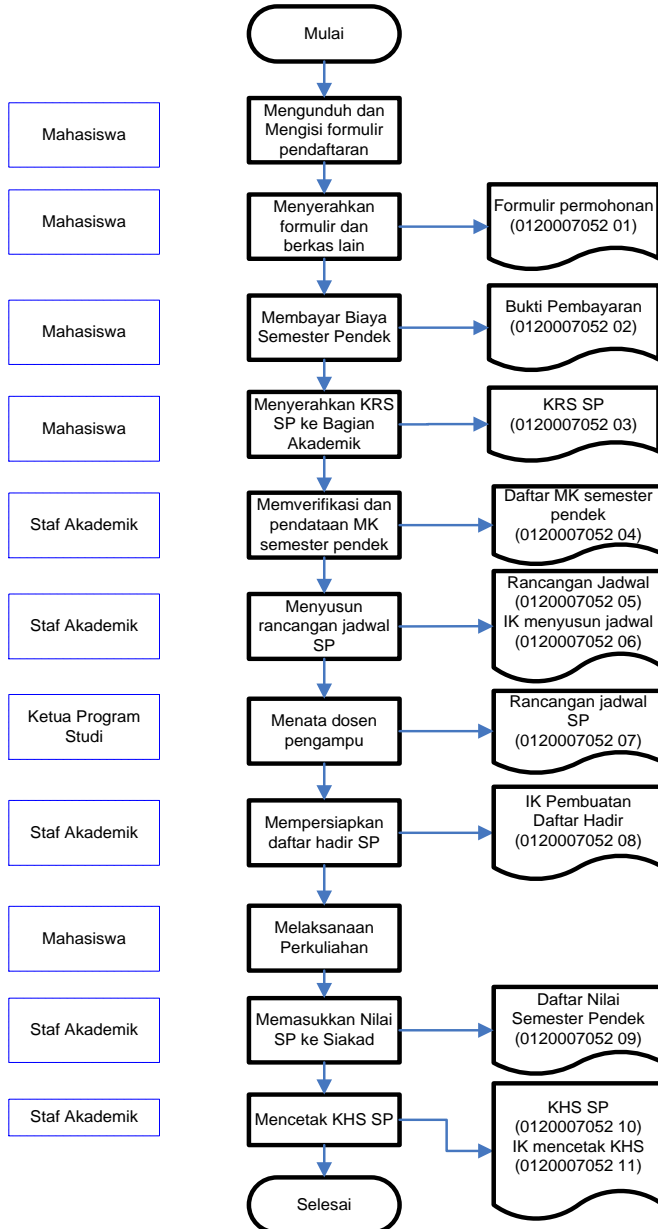 Mulai
Mahasiswa
Mengunduh dan
Mengisi formulir
pendaftaran
Mahasiswa
Menyerahkan
formulir dan
berkas lain
Formulir permohonan
(0120007052 01)
Mahasiswa
Membayar Biaya
Semester Pendek
Bukti Pembayaran
(0120007052 02)
Mahasiswa
Menyerahkan KRS
SP ke Bagian
Akademik
KRS SP
(0120007052 03)
Staf Akademik
Memverifikasi dan
pendataan MK
semester pendek
Daftar MK semester
pendek
(0120007052 04)
Staf Akademik
Menyusun
rancangan jadwal
SP
Rancangan Jadwal
(0120007052 05)
IK menyusun jadwal
(0120007052 06)
Ketua Program
Studi
Menata dosen
pengampu
Rancangan jadwal
SP
(0120007052 07)
Staf Akademik
Mempersiapkan
daftar hadir SP
IK Pembuatan
Daftar Hadir
(0120007052 08)
Mahasiswa
Melaksanaan
Perkuliahan
Staf Akademik
Memasukkan Nilai
SP ke Siakad
Daftar Nilai
Semester Pendek
(0120007052 09)
Staf Akademik
Mencetak KHS SP
KHS SP
(0120007052 10)
IK mencetak KHS
(0120007052 11)
Selesai